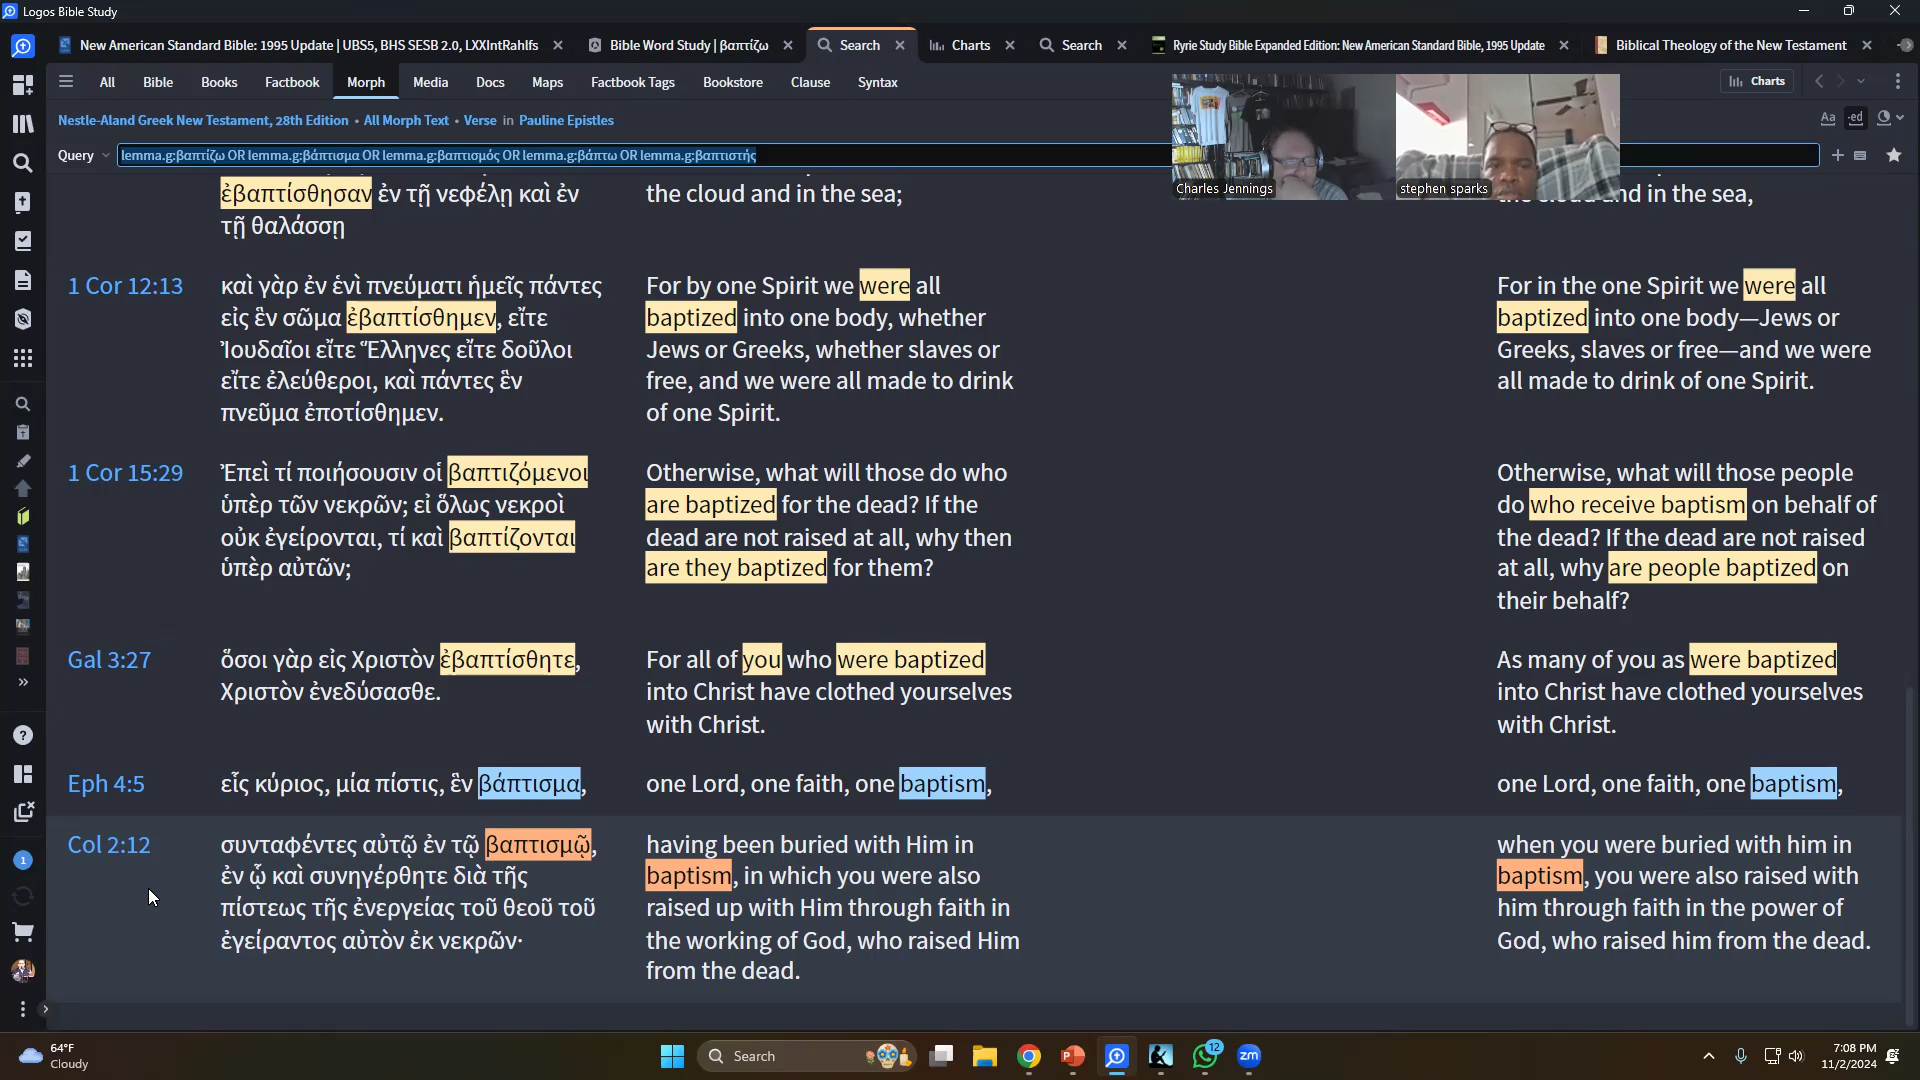 Logos Bible Study
New American Standard Bible: 1995 Update | UBS5, BHS SESB 2.0, LXXIntRahlfs
Bible Word Study | βαπτίζω
Search
Charts
Search
Ryrie Study Bible Expanded Edition: New American Standard Bible, 1995 Update
Biblical Theology of the New Testament
All
Bible
Books
Factbook
Morph
Media
Docs
Maps
Factbook Tags
Bookstore
Clause
Syntax
Charts
Nestle-Aland Greek New Testament, 28th Edition • All Morph Text • Verse in Pauline Epistles
Aa
-ed
Query
lemma.g:βαπτίζω OR lemma.g:βάπτισμα OR lemma.g:βαπτισμός OR lemma.g:βάπτω OR lemma.g:βαπτιστής
Charles Jennings
stephen sparks
ἐβαπτίσθησαν ἐν τῇ νεφέλῃ καὶ ἐν
τῇ θαλάσσῃ
the cloud and in the sea;
and in the sea,
1 Cor 12:13
καὶ γὰρ ἐν ἑνὶ πνεύματι ἡμεῖς πάντες
εἰς ἓν σῶμα ἐβαπτίσθημεν, εἴτε
Ἰουδαῖοι εἴτε Ἕλληνες εἴτε δοῦλοι
εἴτε ἐλεύθεροι, καὶ πάντες ἓν
πνεῦμα ἐποτίσθημεν.
For by one Spirit we were all
baptized into one body, whether
Jews or Greeks, whether slaves or
free, and we were all made to drink
of one Spirit.
For in the one Spirit we were all
baptized into one body—Jews or
Greeks, slaves or free—and we were
all made to drink of one Spirit.
1 Cor 15:29
Ἐπεὶ τί ποιήσουσιν οἱ βαπτιζόμενοι
ὑπὲρ τῶν νεκρῶν; εἰ ὅλως νεκροὶ
οὐκ ἐγείρονται, τί καὶ βαπτίζονται
ὑπὲρ αὐτῶν;
Otherwise, what will those do who
are baptized for the dead? If the
dead are not raised at all, why then
are they baptized for them?
Otherwise, what will those people
do who receive baptism on behalf of
the dead? If the dead are not raised
at all, why are people baptized on
their behalf?
Gal 3:27
ὅσοι γὰρ εἰς Χριστὸν ἐβαπτίσθητε,
Χριστὸν ἐνεδύσασθε.
For all of you who were baptized
into Christ have clothed yourselves
with Christ.
As many of you as were baptized
into Christ have clothed yourselves
with Christ.
Eph 4:5
εἷς κύριος, μία πίστις, ἓν βάπτισμα,
one Lord, one faith, one baptism,
one Lord, one faith, one baptism,
Col 2:12
συνταφέντες αὐτῷ ἐν τῷ βαπτισμῷ,
ἐν ᾧ καὶ συνηγέρθητε διὰ τῆς
πίστεως τῆς ἐνεργείας τοῦ θεοῦ τοῦ
ἐγείραντος αὐτὸν ἐκ νεκρῶν·
having been buried with Him in
baptism, in which you were also
raised up with Him through faith in
the working of God, who raised Him
from the dead.
when you were buried with him in
baptism, you were also raised with
him through faith in the power of
God, who raised him from the dead.
1
64°F
Cloudy
Search
12
zm
7:08 PM
11/2/2024